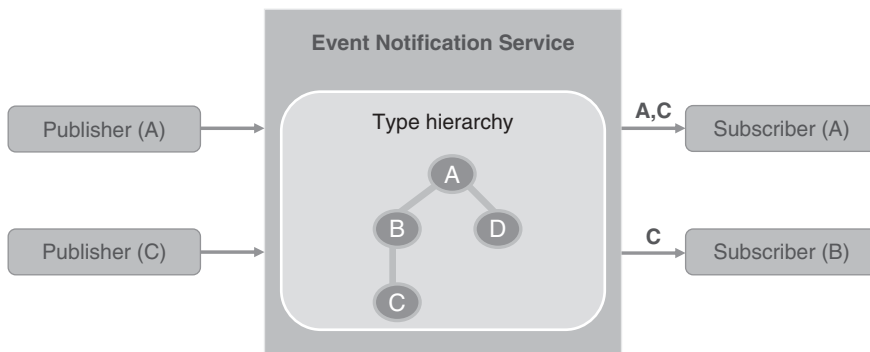 Event Notification Service
Publisher (A)
Type hierarchy
A,C
Subscriber (A)
A
B
D
Publisher (C)
C
Subscriber (B)
C